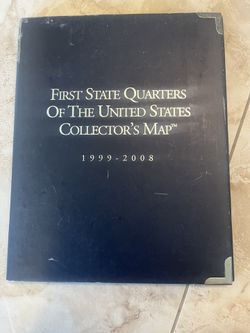 First State Quarters
Of The United States
Collector's Map™
1999-2008